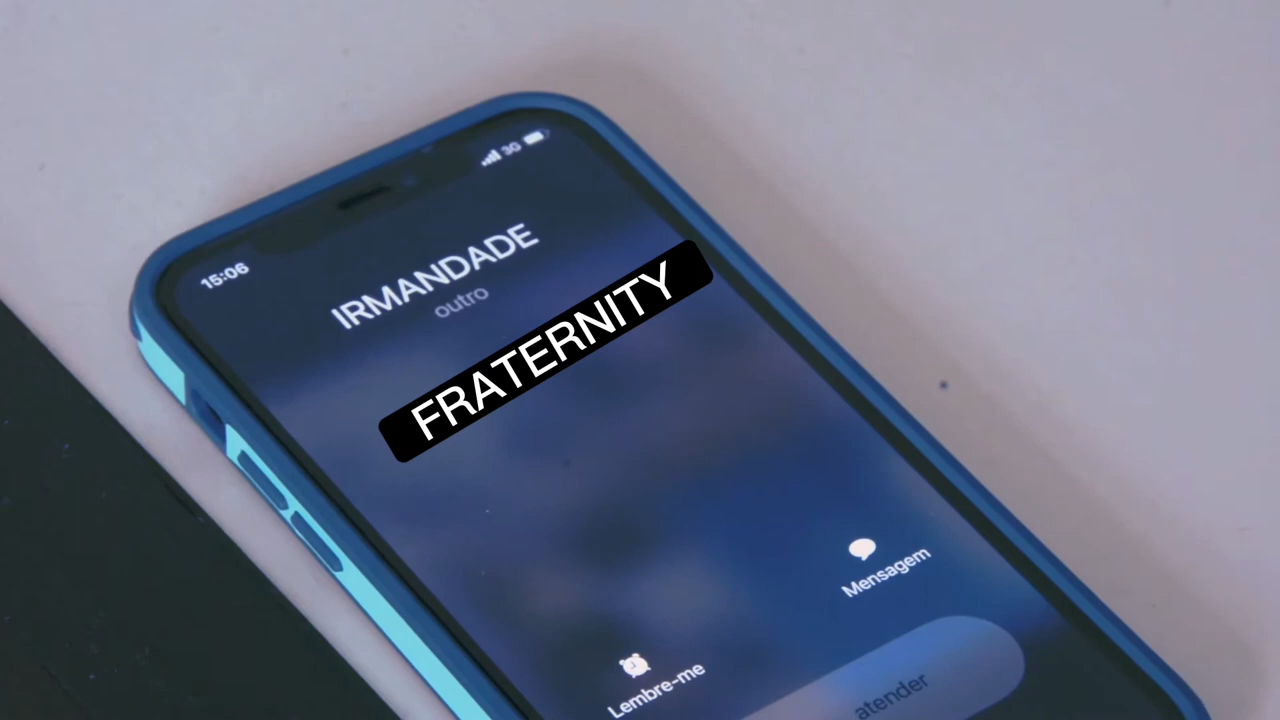 15:06
3G
IRMANDADE
outro
FRATERNITY
Mensagem
Lembre-me
atender